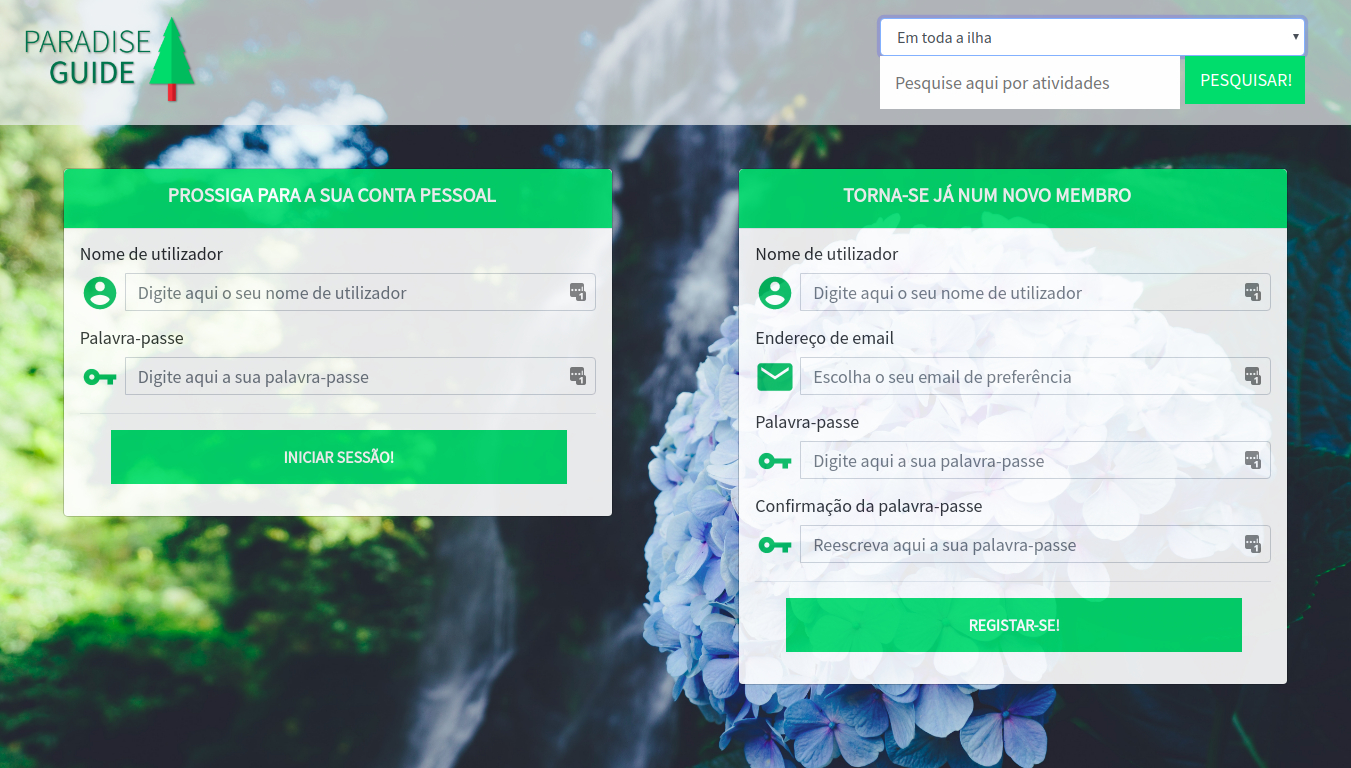 PARADISE
GUIDE
Em toda a ilha
Pesquise aqui por atividades
PESQUISAR!
PROSSIGA PARA A SUA CONTA PESSOAL
Nome de utilizador
Digite aqui o seu nome de utilizador
Palavra-passe
Digite aqui a sua palavra-passe
INICIAR SESSÃO!
TORNA-SE JÁ NUM NOVO MEMBRO
Nome de utilizador
Digite aqui o seu nome de utilizador
Endereço de email
Escolha o seu email de preferência
Palavra-passe
Digite aqui a sua palavra-passe
Confirmação da palavra-passe
Reescreva aqui a sua palavra-passe
REGISTAR-SE!